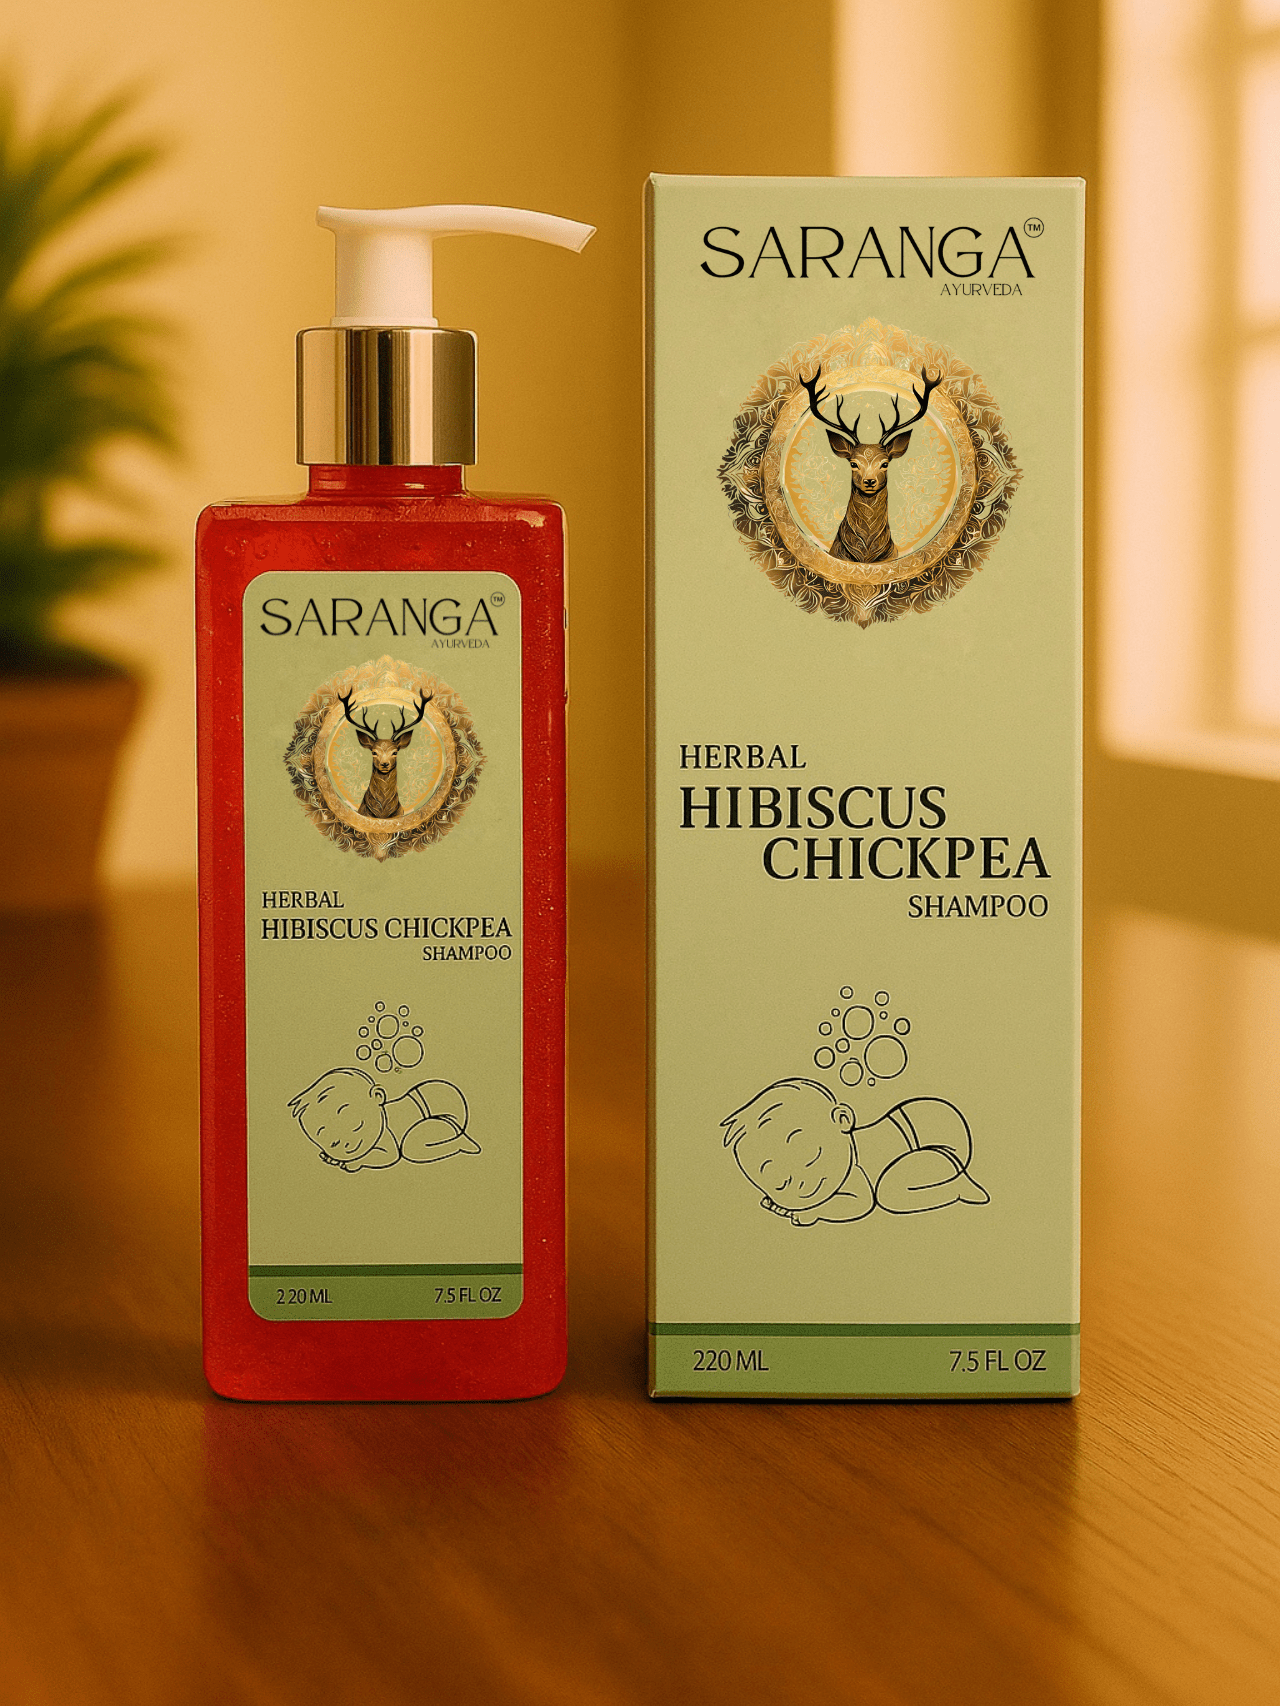 SARANGA™
AYURVEDA
HERBAL
HIBISCUS CHICKPEA
SHAMPOO
220 ML 7.5 FL OZ
SARANGA™
AYURVEDA
HERBAL
HIBISCUS
CHICKPEA
SHAMPOO
220 ML 7.5 FL OZ